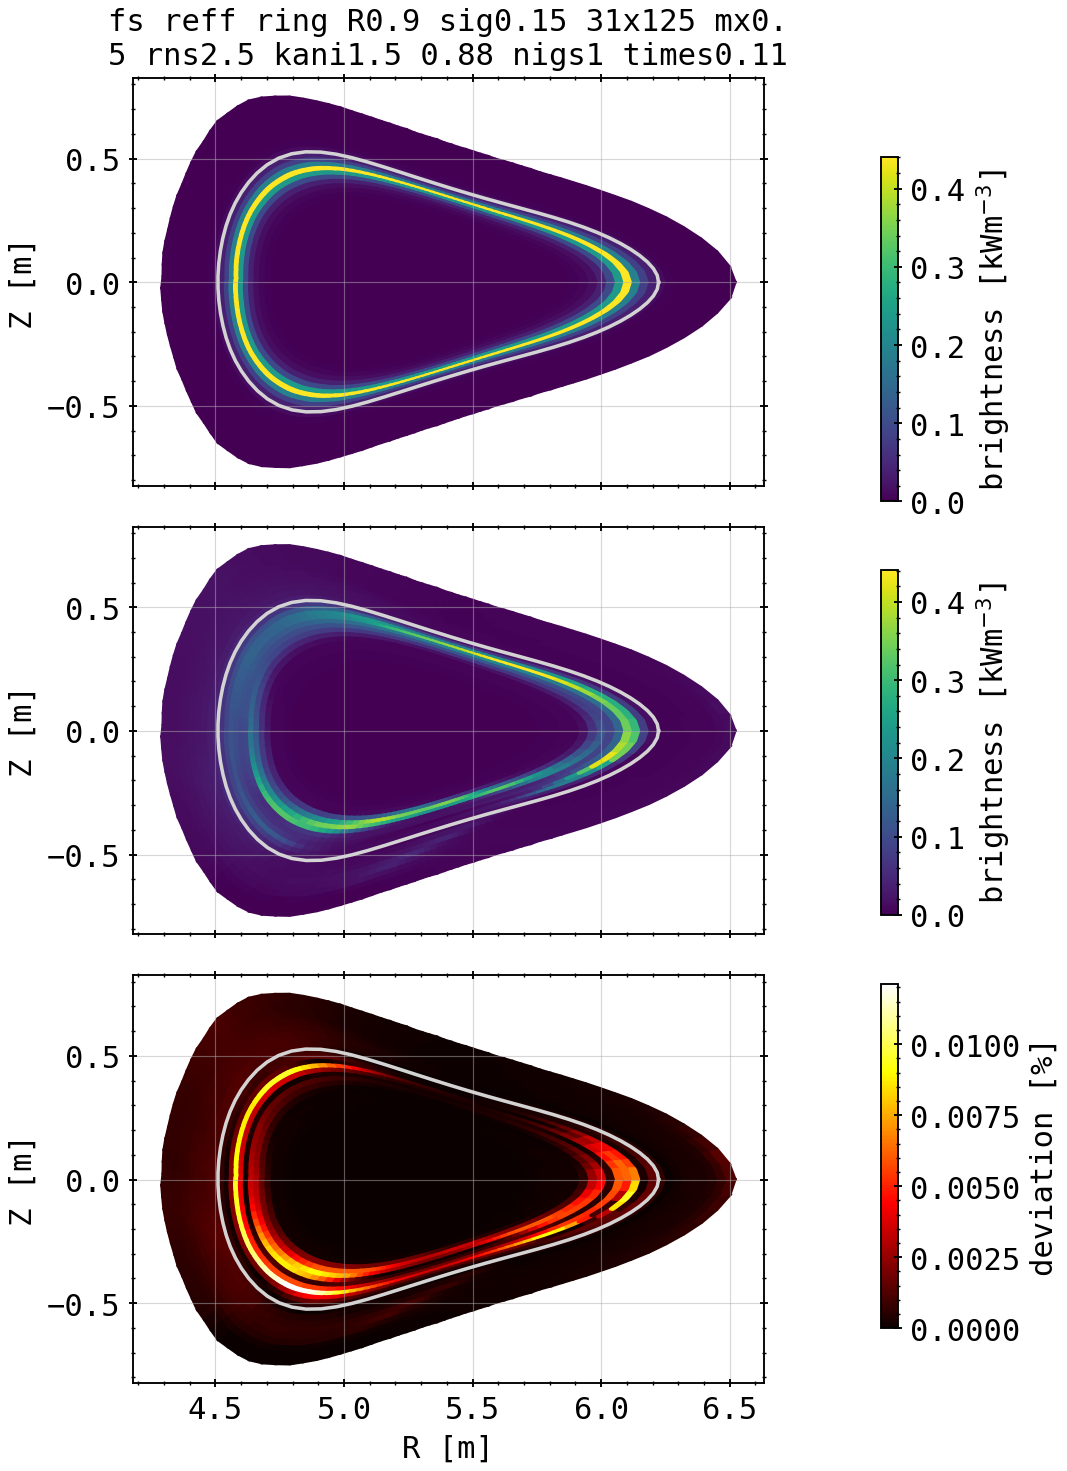 fs reff ring R0.9 sig0.15 31x125 mx0.
5 rns2.5 kani1.5 0.88 nigs1 times0.11
0.5
0.0
−0.5
Z [m]
0.4
0.3
0.2
0.1
0.0
brightness [kWm⁻³]
0.5
0.0
−0.5
Z [m]
0.4
0.3
0.2
0.1
0.0
brightness [kWm⁻³]
0.5
0.0
−0.5
Z [m]
0.0100
0.0075
0.0050
0.0025
0.0000
deviation [%]
4.5 5.0 5.5 6.0 6.5
R [m]